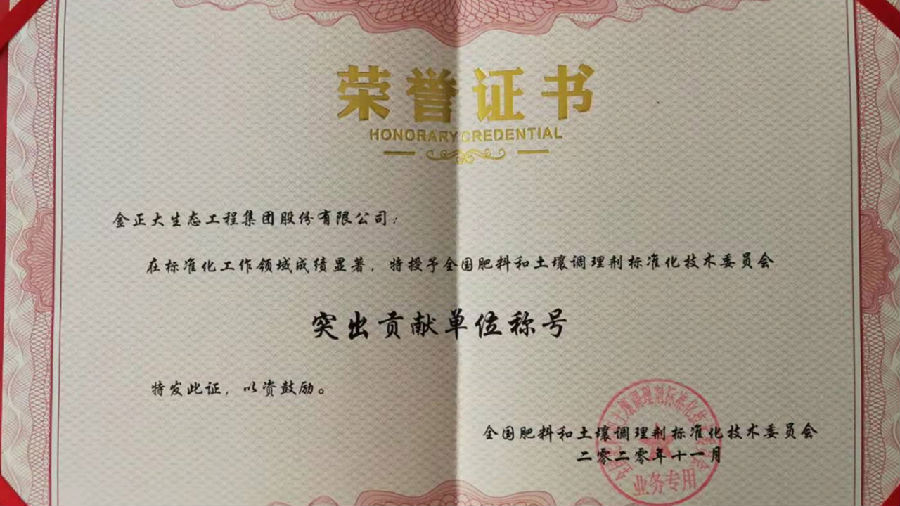 荣誉证书
HONORARY CREDENTIAL
金正大生态工程集团股份有限公司：
在标准化工作领域成绩显著，特授予全国肥料和土壤调理剂标准化技术委员会
突出贡献单位称号
特发此证，以资鼓励。
全国肥料和土壤调理剂标准化技术委员会
二零二零年十一月
业务专用